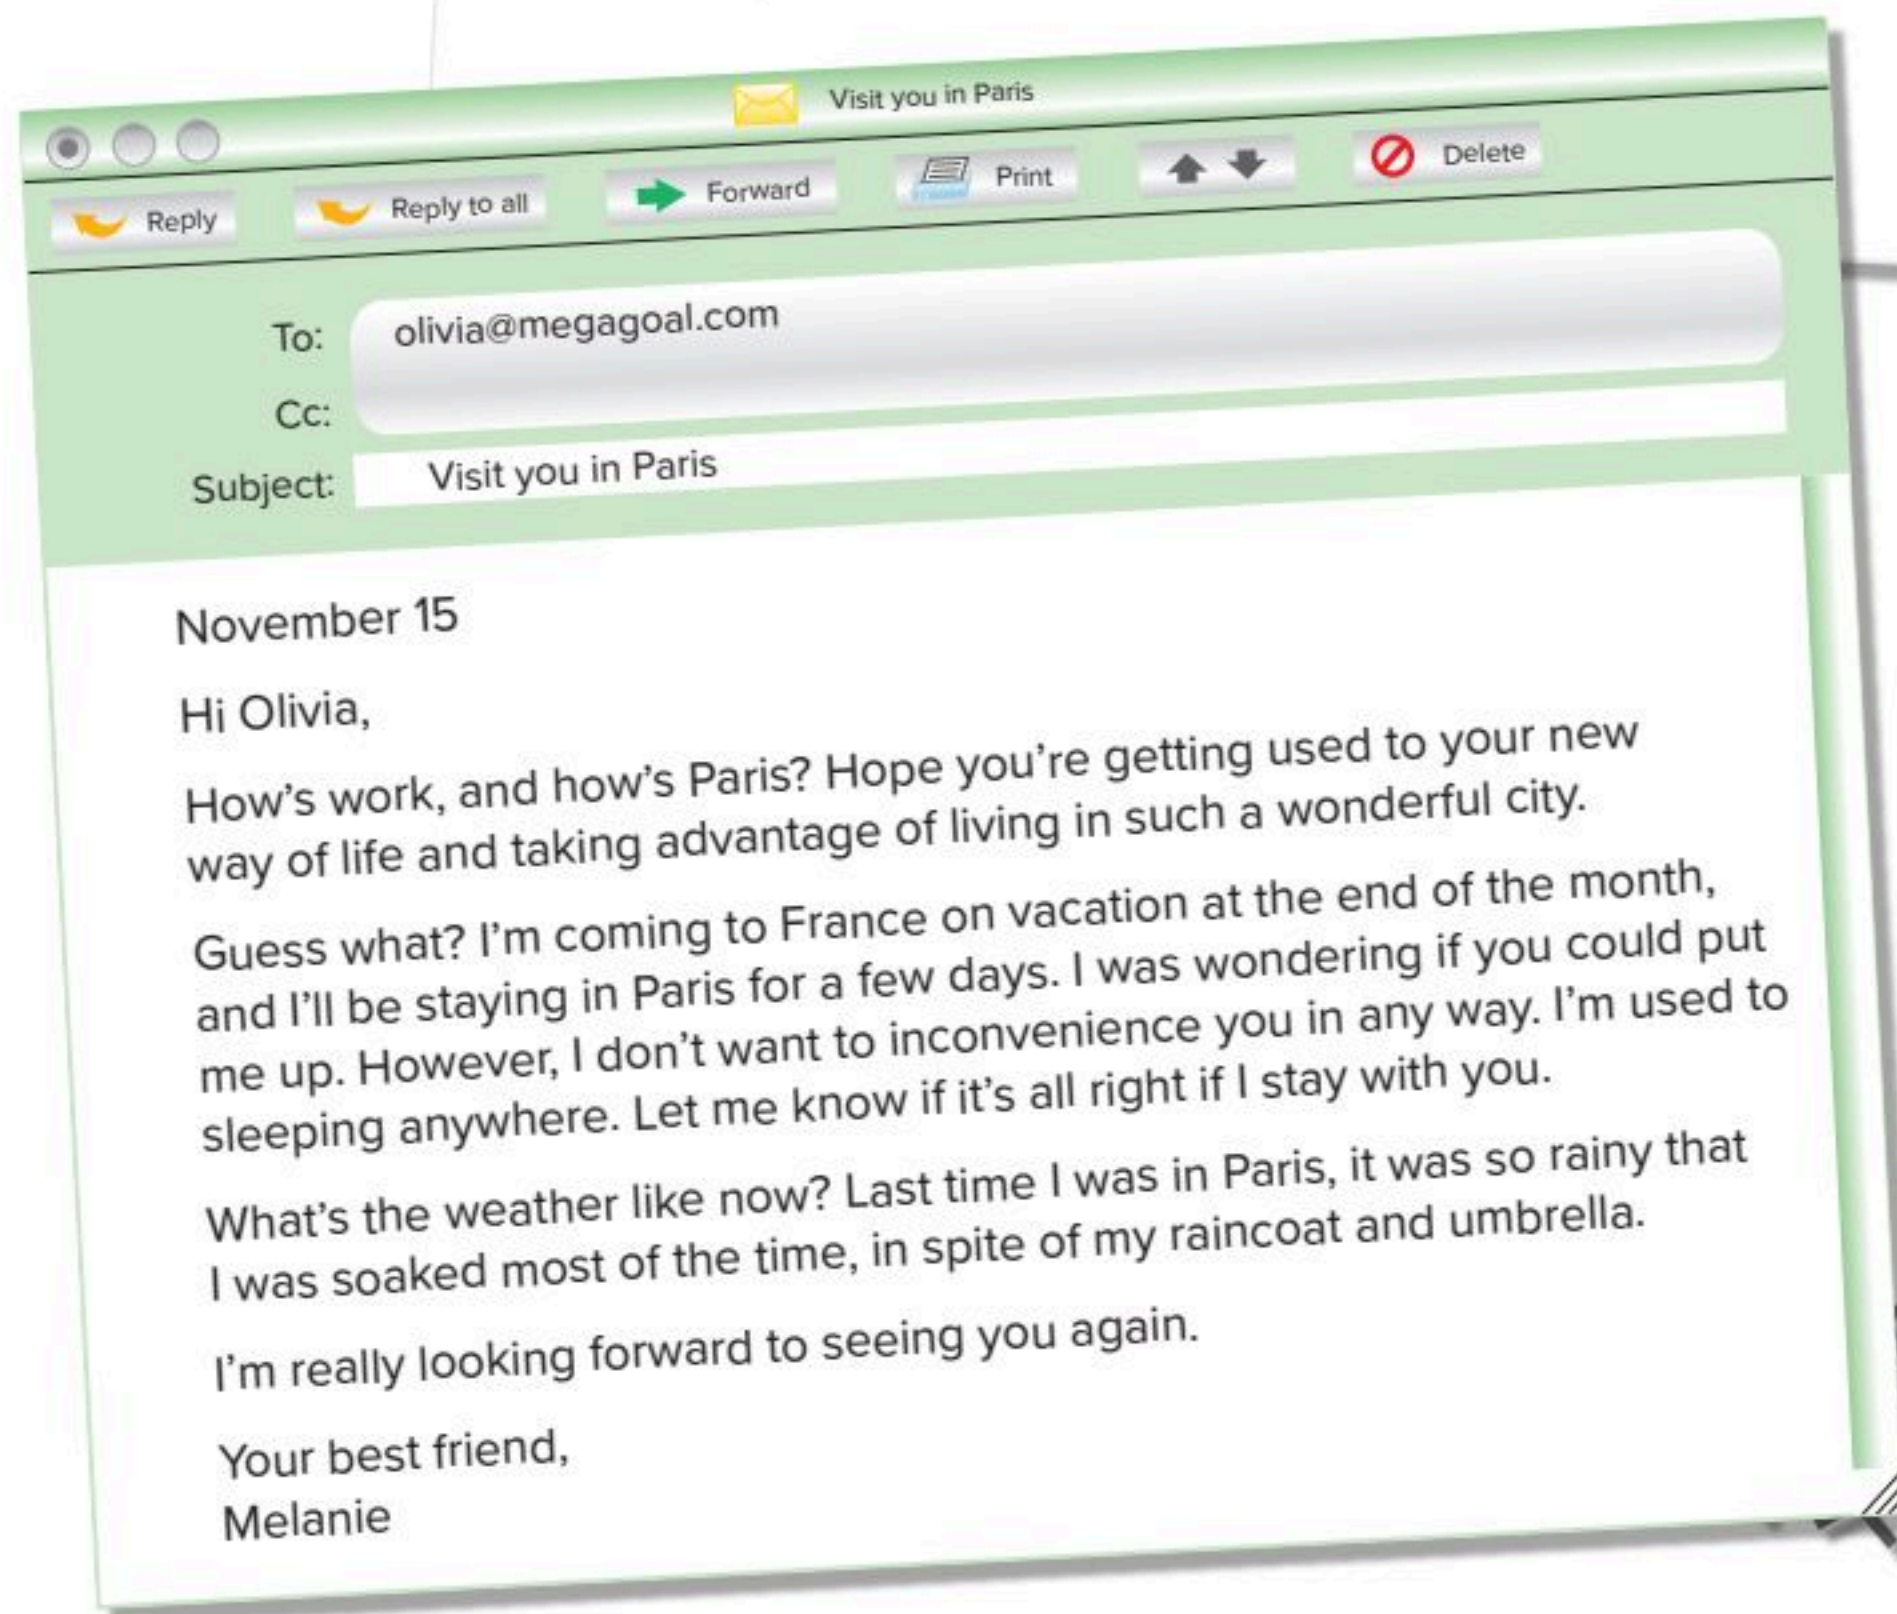 Visit you in Paris
Reply Reply to all Forward Print Delete
To: olivia@megagoal.com
Cc:
Subject: Visit you in Paris
November 15
Hi Olivia,
How's work, and how's Paris? Hope you're getting used to your new
way of life and taking advantage of living in such a wonderful city.
Guess what? I'm coming to France on vacation at the end of the month,
and I'll be staying in Paris for a few days. I was wondering if you could put
me up. However, I don't want to inconvenience you in any way. I'm used to
sleeping anywhere. Let me know if it's all right if I stay with you.
What's the weather like now? Last time I was in Paris, it was so rainy that
I was soaked most of the time, in spite of my raincoat and umbrella.
I'm really looking forward to seeing you again.
Your best friend,
Melanie